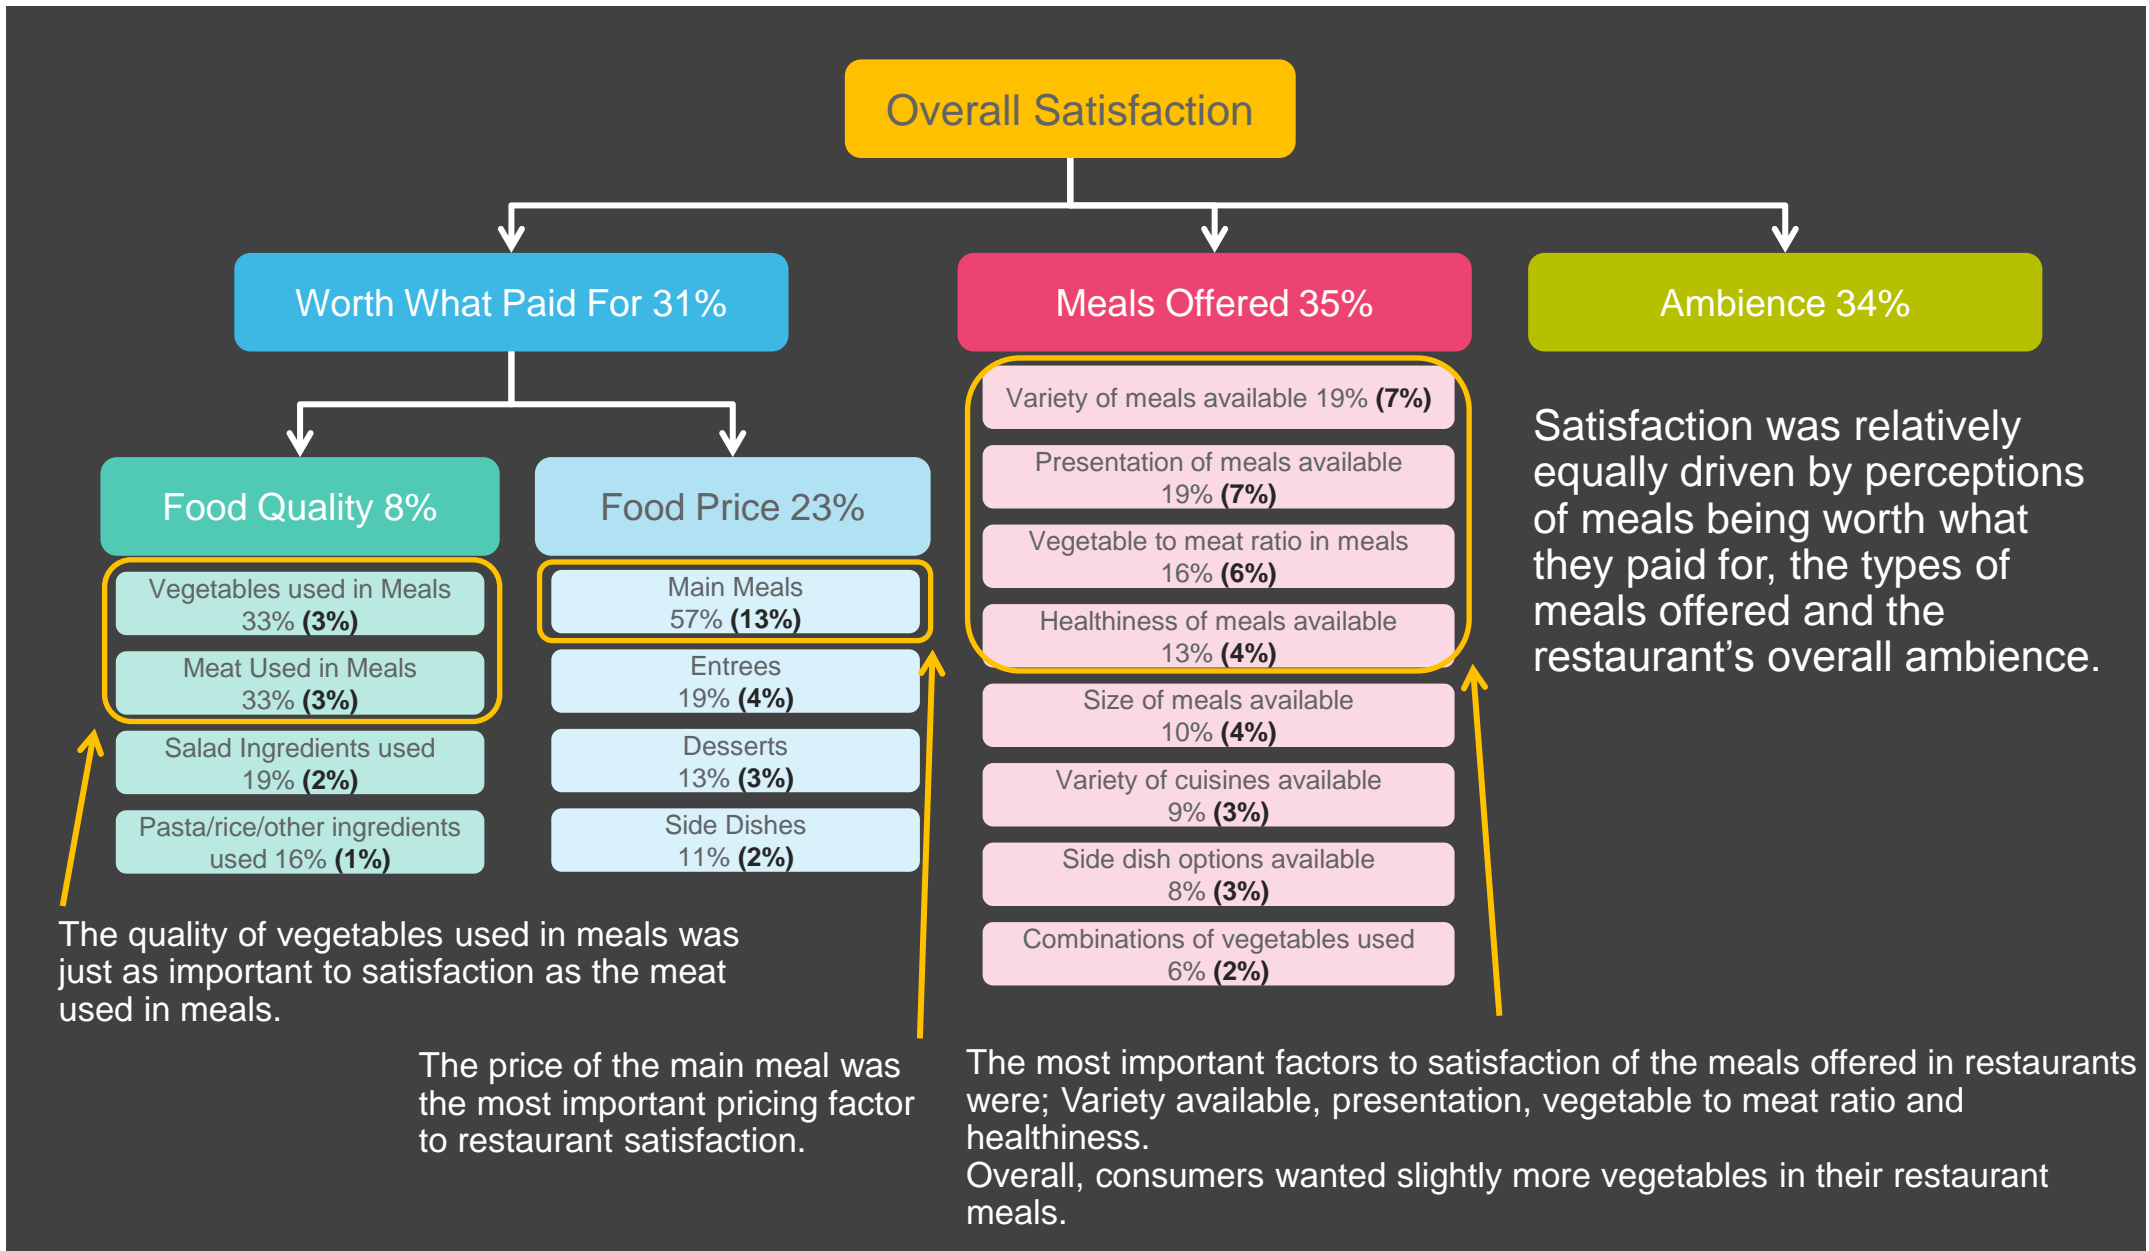 Overall Satisfaction
Worth What Paid For 31%
Meals Offered 35%
Ambience 34%
Food Quality 8%
Vegetables used in Meals
33% (3%)
Meat Used in Meals
33% (3%)
Salad Ingredients used
19% (2%)
Pasta/rice/other ingredients
used 16% (1%)
Food Price 23%
Main Meals
57% (13%)
Entrees
19% (4%)
Desserts
13% (3%)
Side Dishes
11% (2%)
Variety of meals available 19% (7%)
Presentation of meals available
19% (7%)
Vegetable to meat ratio in meals
16% (6%)
Healthiness of meals available
13% (4%)
Size of meals available
10% (4%)
Variety of cuisines available
9% (3%)
Side dish options available
8% (3%)
Combinations of vegetables used
6% (2%)
Satisfaction was relatively
equally driven by perceptions
of meals being worth what
they paid for, the types of
meals offered and the
restaurant’s overall ambience.
The quality of vegetables used in meals was
just as important to satisfaction as the meat
used in meals.
The price of the main meal was
the most important pricing factor
to restaurant satisfaction.
The most important factors to satisfaction of the meals offered in restaurants
were; Variety available, presentation, vegetable to meat ratio and
healthiness.
Overall, consumers wanted slightly more vegetables in their restaurant
meals.